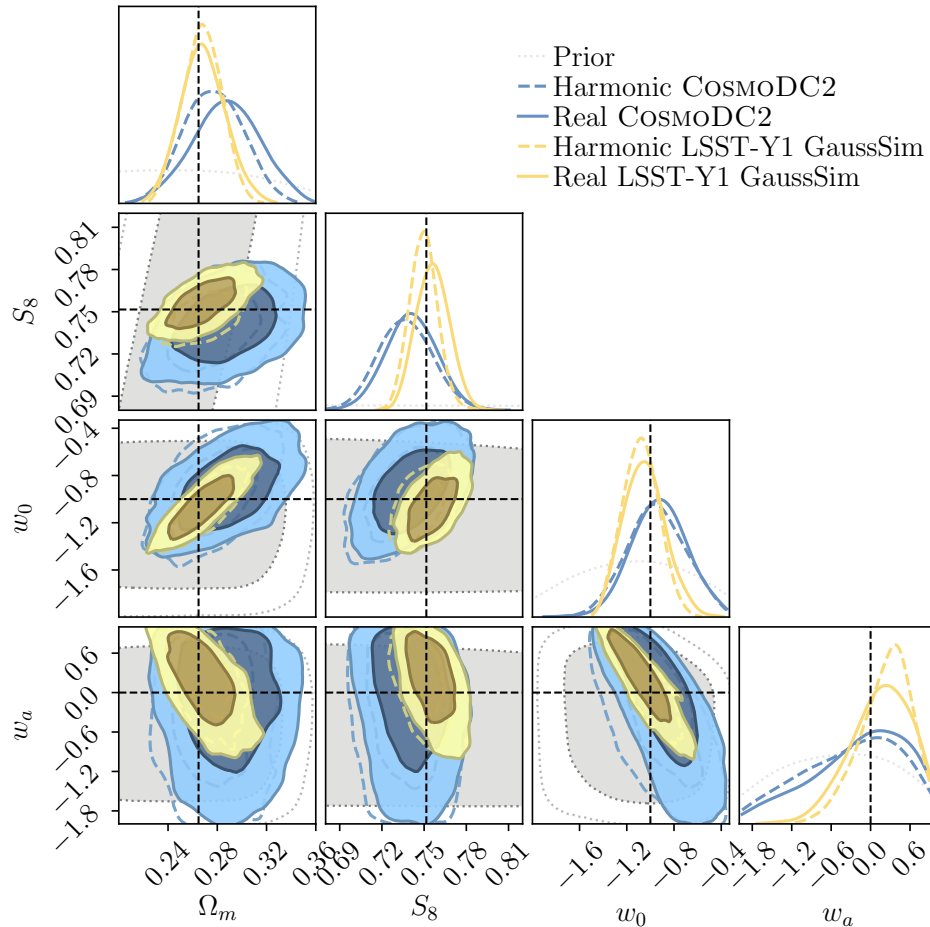 Prior
Harmonic COSMODC2
Real COSMODC2
Harmonic LSST-Y1 GaussSim
Real LSST-Y1 GaussSim
0.81
0.78
0.75
0.72
0.69
S₈
−0.4
−0.8
−1.2
−1.6
w₀
0.6
0.0
−0.6
−1.2
−1.8
wₐ
0.24 0.28 0.32 0.36 0.69 0.72 0.75 0.78 0.81 −1.6 −1.2 −0.8 −0.4 −1.8 −1.2 −0.6 0.0 0.6
Ωₘ S₈ w₀ wₐ